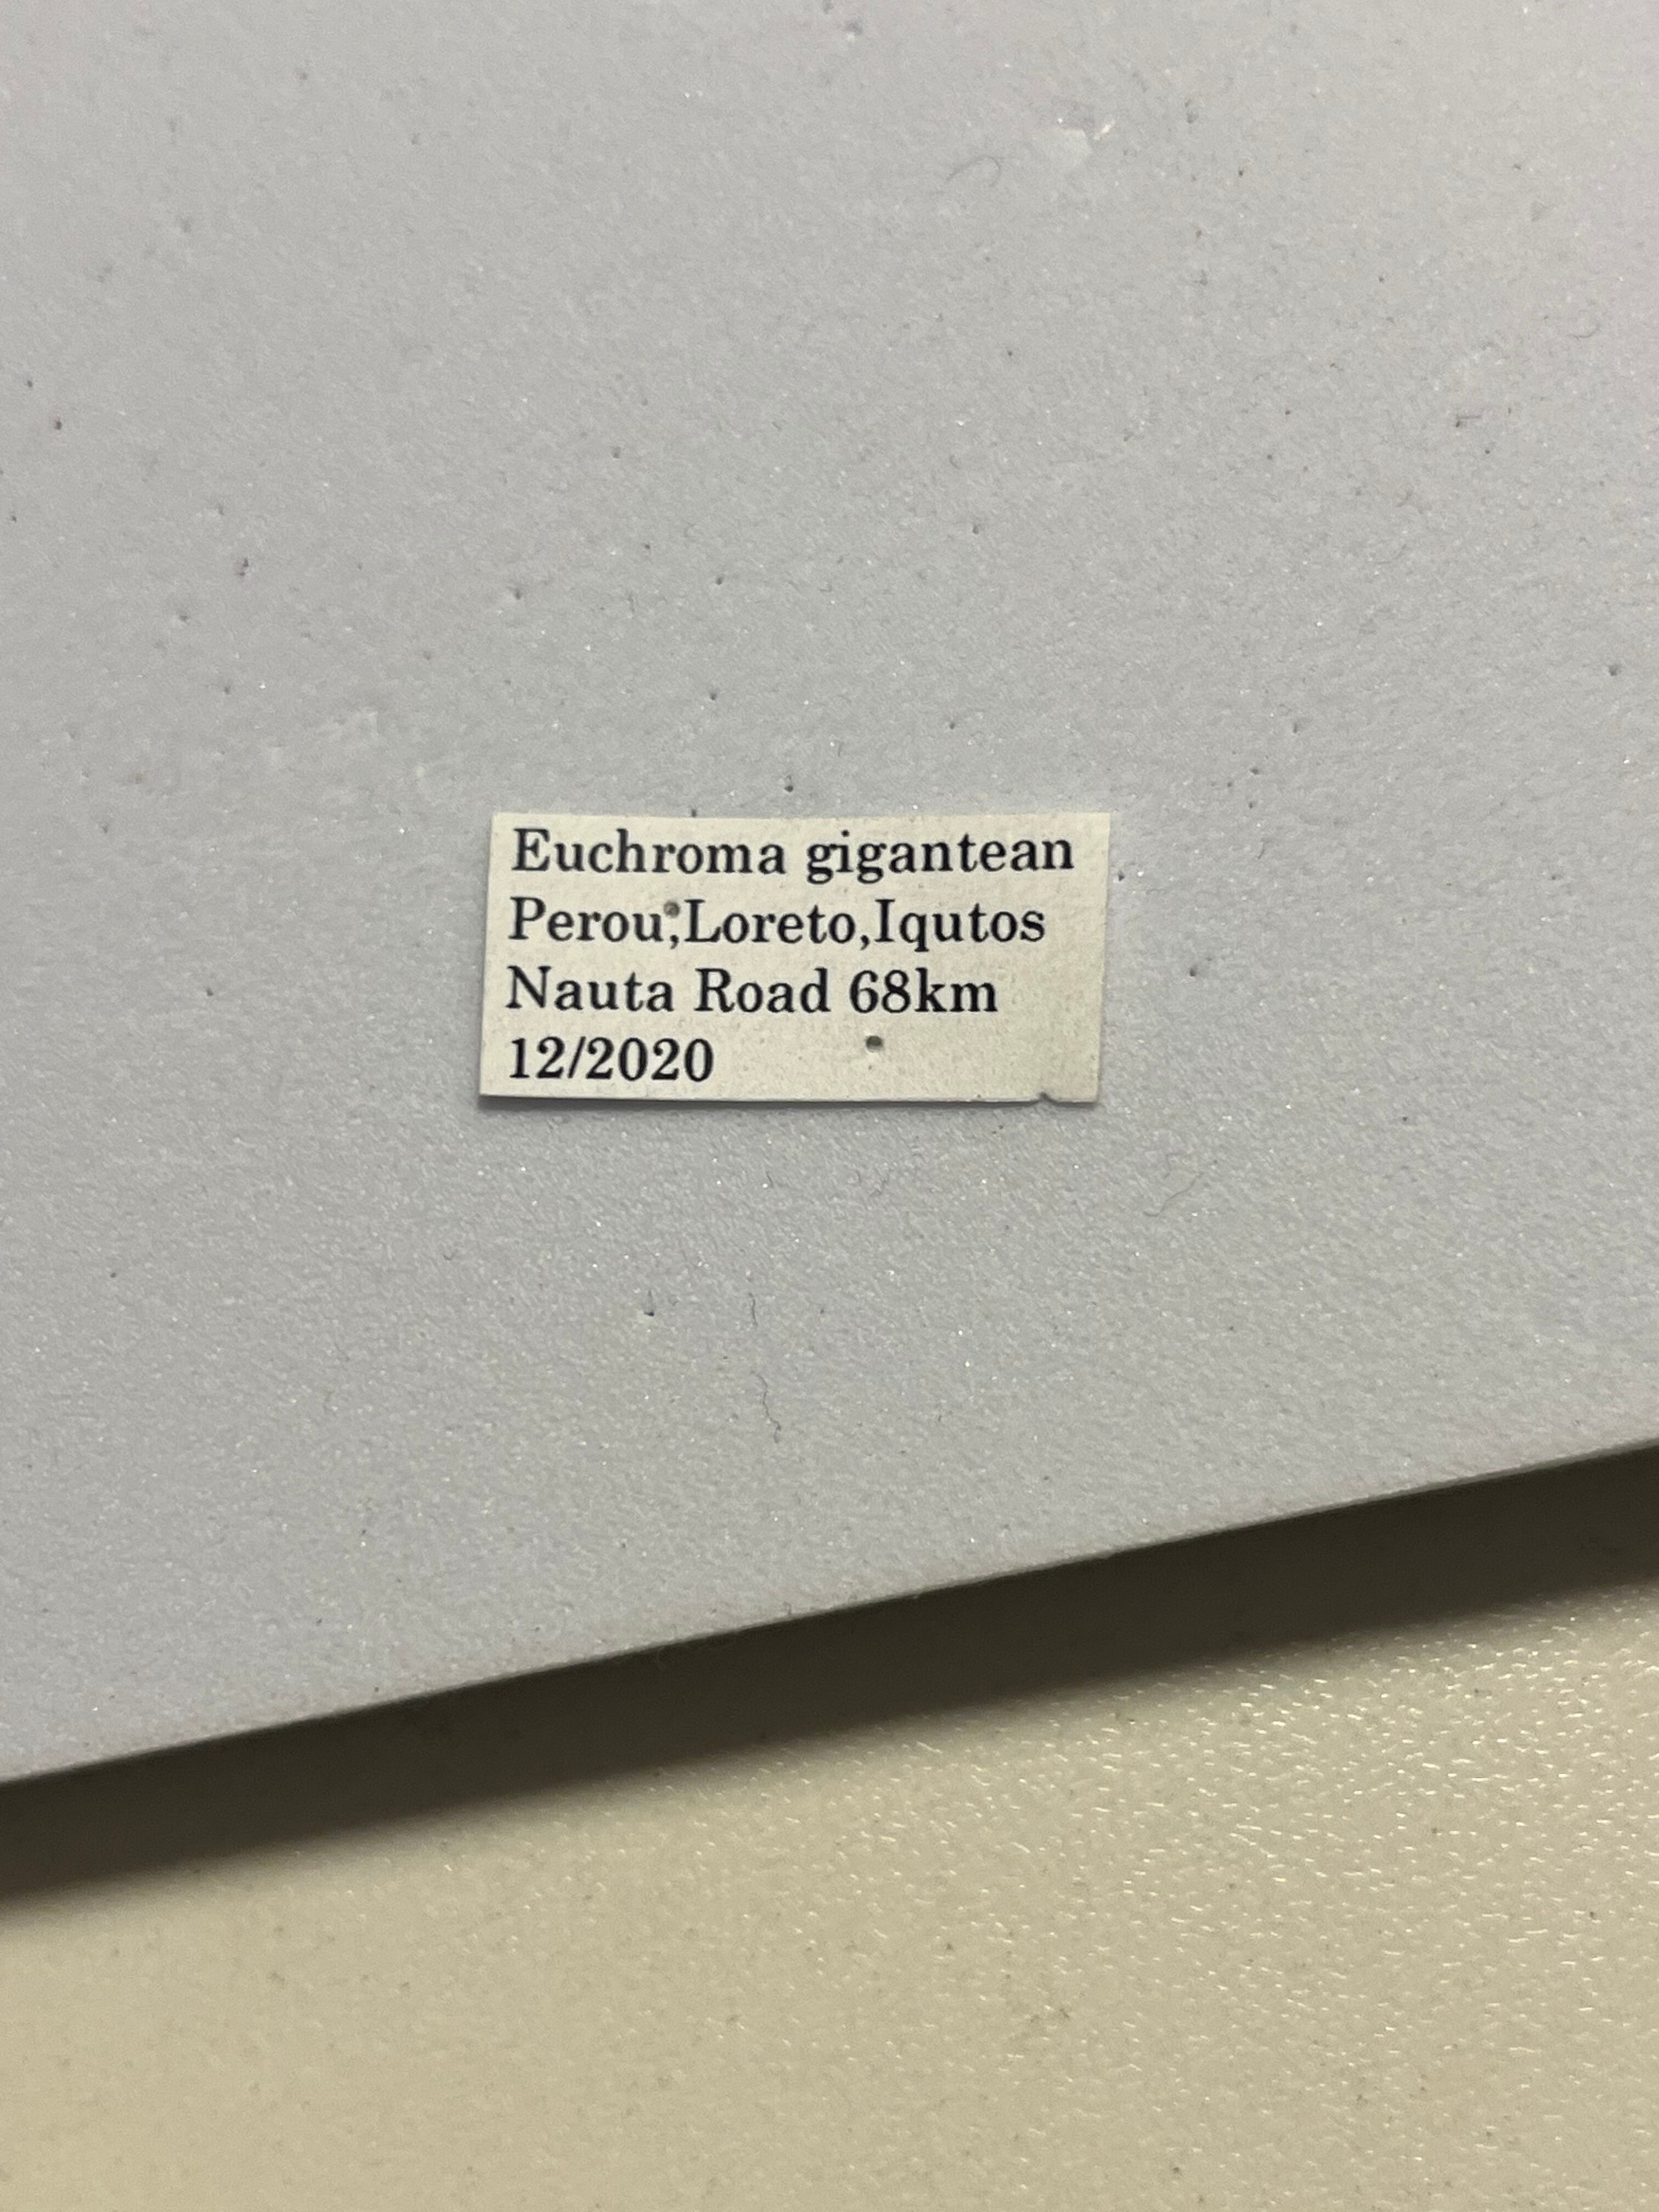 Euchroma gigantean
Perou,Loreto,Iqutos
Nauta Road 68km
12/2020